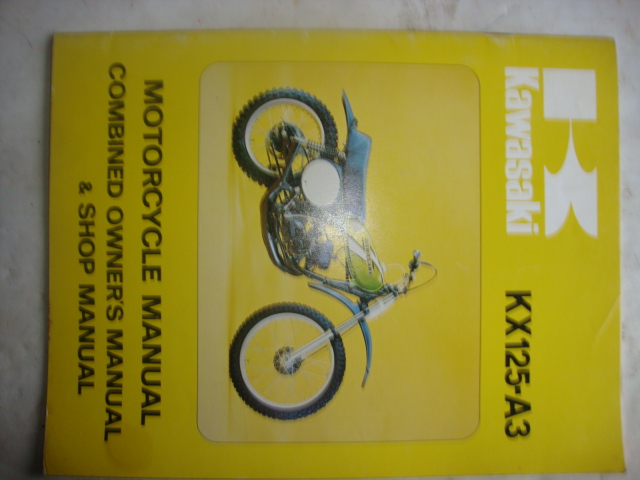 Kawasaki
KX125-A3
MOTORCYCLE MANUAL
COMBINED OWNER'S MANUAL
& SHOP MANUAL